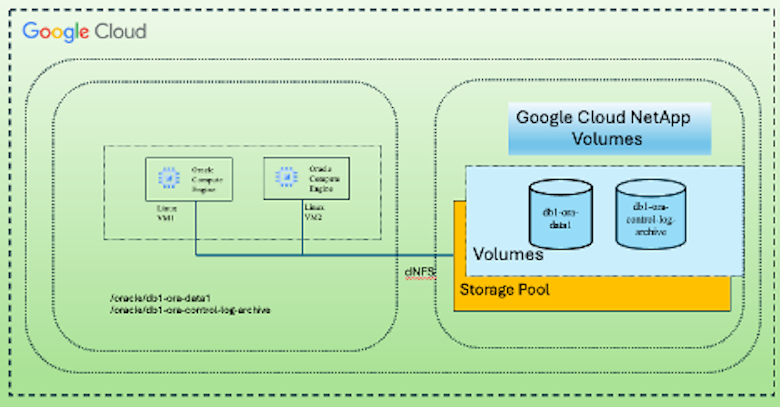 Google Cloud
Google Cloud NetApp
Volumes
Oracle
Compute
Engine
Oracle
Compute
Engine
Linux
VM1
Linux
VM2
db1-ora-
data1
db1-ora-
control-log-
archive
Volumes
dNFS
Storage Pool
/oracle/db1-ora-data1
/oracle/db1-ora-control-log-archive